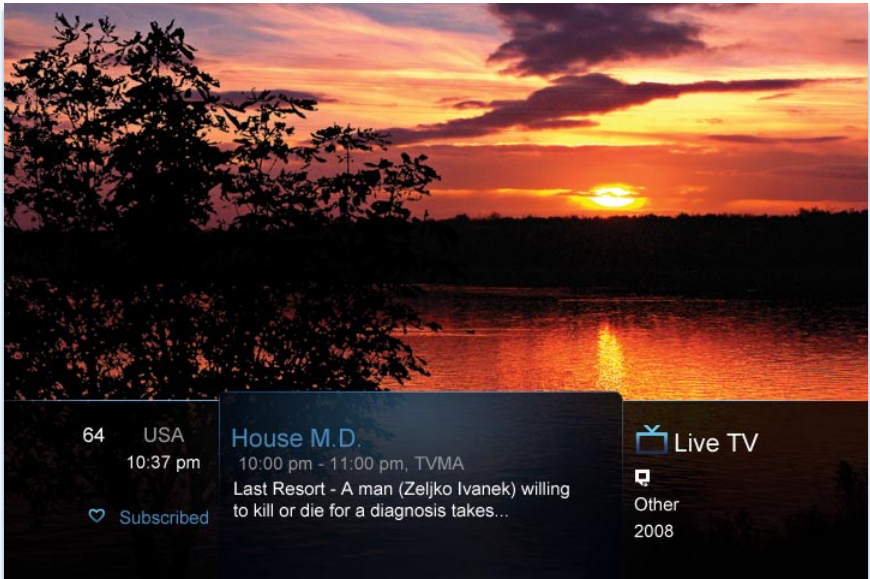 64 USA
10:37 pm
Subscribed
House M.D.
10:00 pm - 11:00 pm, TVMA
Last Resort - A man (Zeljko Ivanek) willing
to kill or die for a diagnosis takes...
Live TV
Other
2008